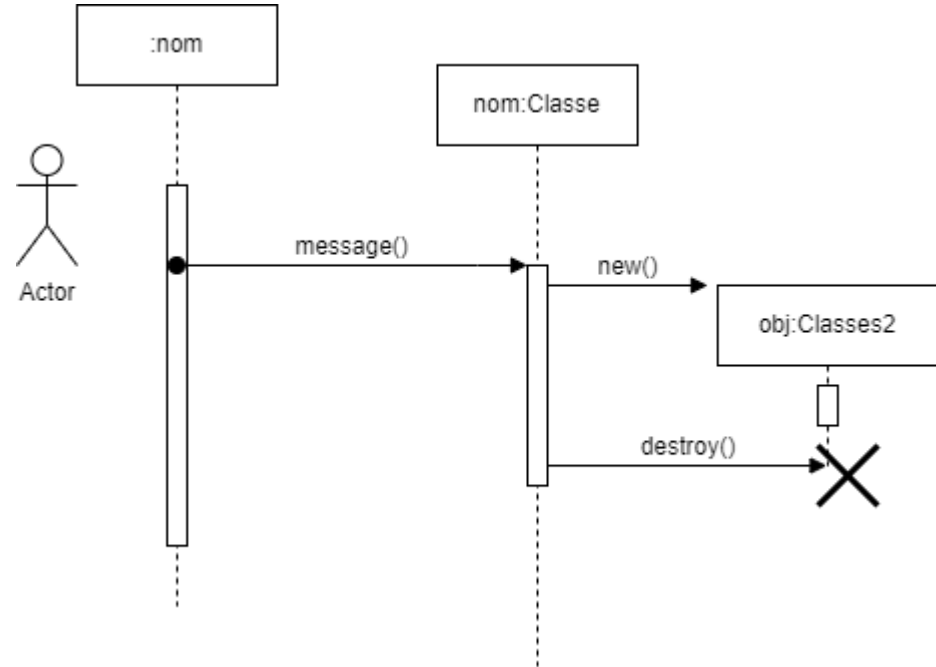 :nom
nom:Classe
message()
new()
Actor
obj:Classes2
destroy()